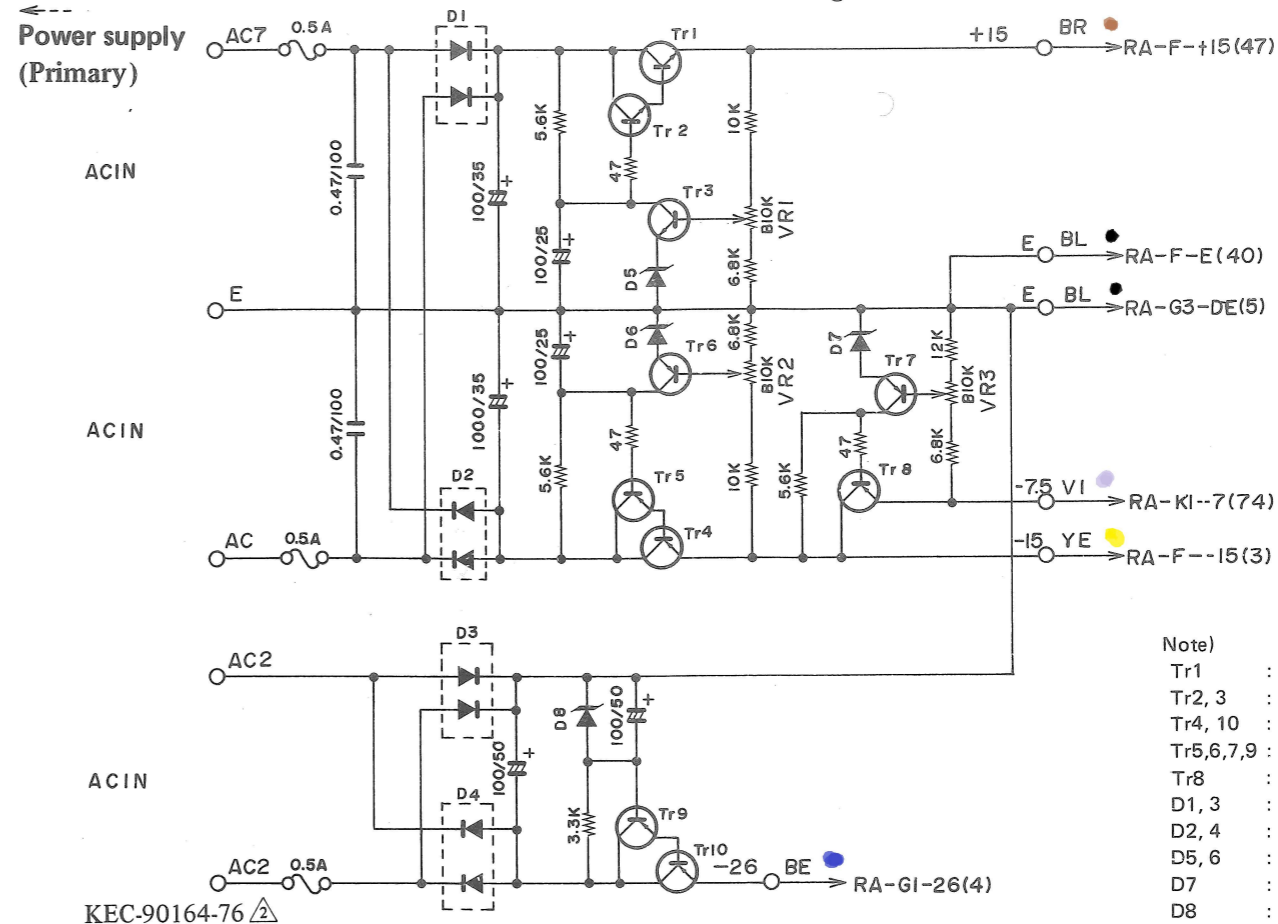 Power supply
(Primary)
AC7
0.5A
D1
Tr1
+15
BR
RA-F-+15(47)
5.6K
Tr2
10K
ACIN
0.47/100
100/35
47
Tr3
B10K
VR1
100/25
D5
6.8K
E
BL
RA-F-E(40)
E
E
BL
RA-G3-DE(5)
100/25
D6
6.8K
Tr6
B10K
VR2
D7
12K
Tr7
B10K
VR3
ACIN
0.47/100
1000/35
47
47
6.8K
D2
5.6K
Tr5
10K
5.6K
Tr8
-7.5
VI
RA-K1--7(74)
AC
0.5A
Tr4
-15
YE
RA-F--15(3)
AC2
D3
D8
100/50
100/50
ACIN
D4
3.3K
Tr9
AC2
0.5A
Tr10
-26
BE
RA-G1-26(4)
KEC-90164-76 2
Note)
Tr1 :
Tr2, 3 :
Tr4, 10 :
Tr5,6,7,9 :
Tr8 :
D1, 3 :
D2, 4 :
D5, 6 :
D7 :
D8 :